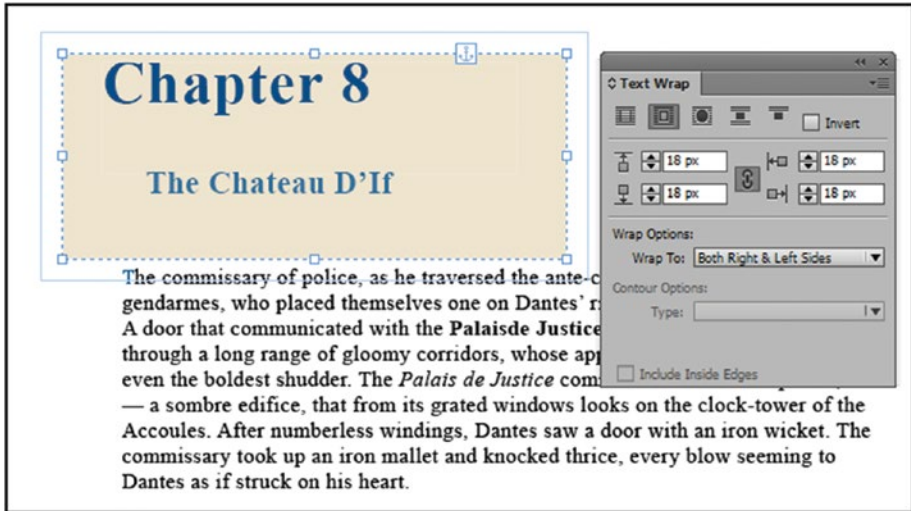 Chapter 8
The Chateau D’If
Text Wrap
Invert
18 px
18 px
18 px
18 px
Wrap Options:
Wrap To: Both Right & Left Sides
Contour Options:
Type:
Include Inside Edges
The commissary of police, as he traversed the ante-c
gendarmes, who placed themselves one on Dantes’ r
A door that communicated with the Palaisde Justice
through a long range of gloomy corridors, whose app
even the boldest shudder. The Palais de Justice com
— a sombre edifice, that from its grated windows looks on the clock-tower of the
Accoules. After numberless windings, Dantes saw a door with an iron wicket. The
commissary took up an iron mallet and knocked thrice, every blow seeming to
Dantes as if struck on his heart.